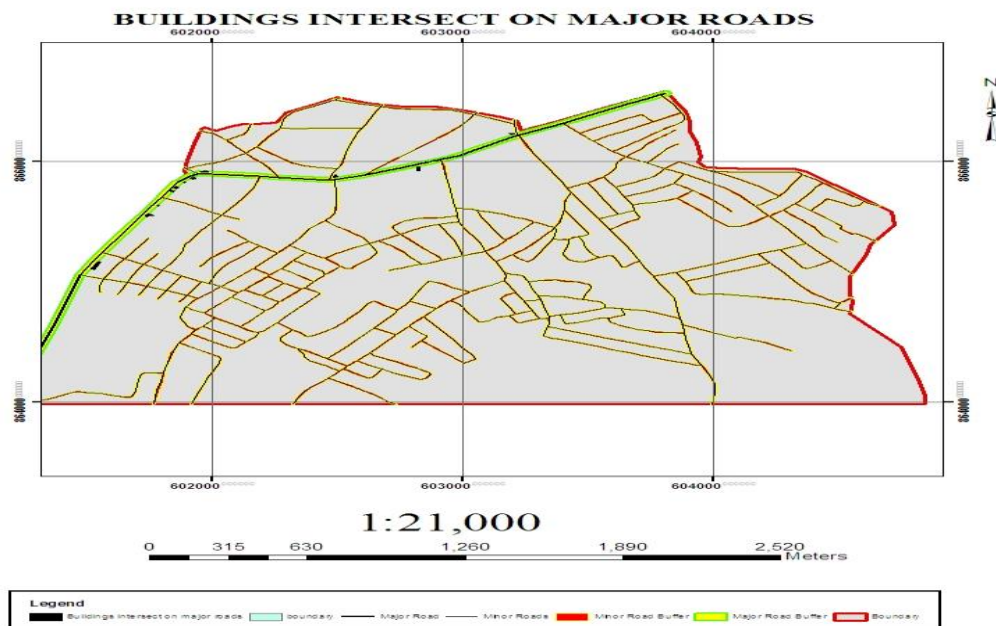 BUILDINGS INTERSECT ON MAJOR ROADS
602000 603000 604000
N
602000 603000 604000
1:21,000
0 315 630 1,260 1,890 2,520
Meters
Legend
Buildings intersect on major roads boundary Major Road Minor Roads Minor Road Buffer Major Road Buffer Boundary